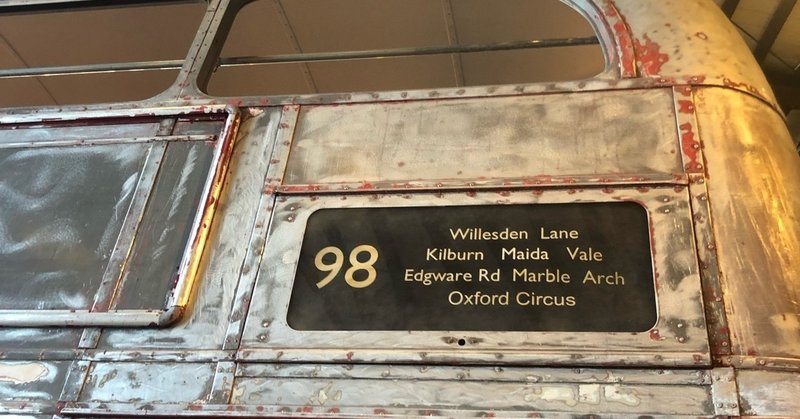 98
Willesden Lane
Kilburn Maida Vale
Edgware Rd Marble Arch
Oxford Circus